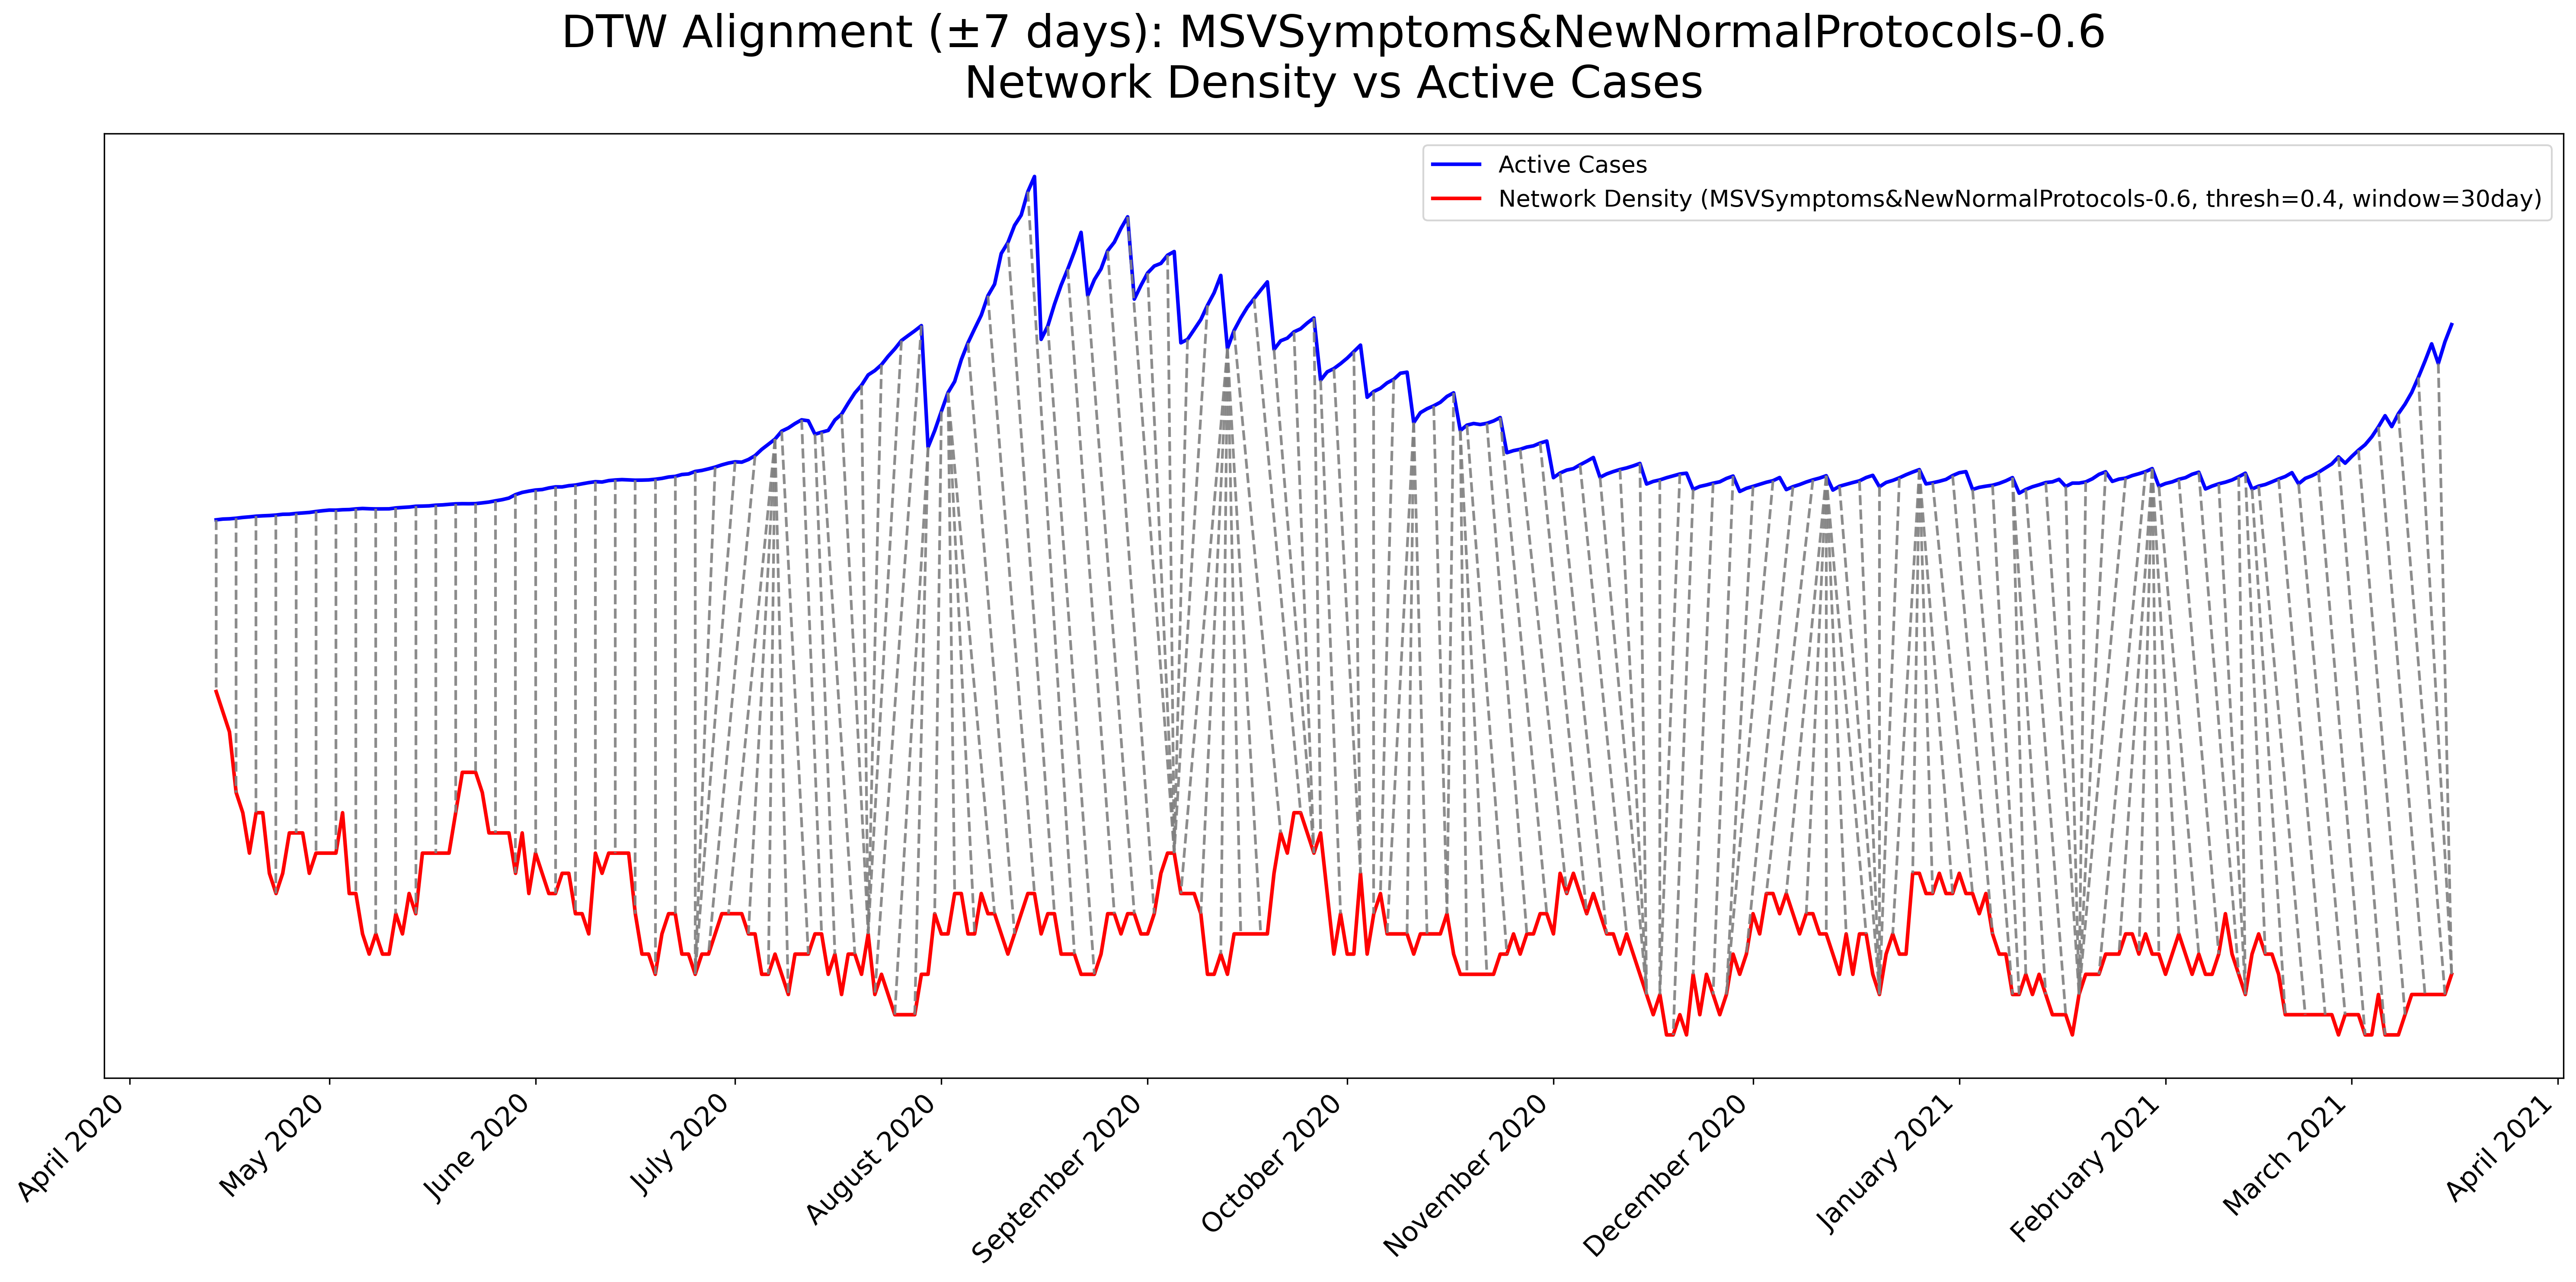 DTW Alignment (±7 days): MSVSymptoms&NewNormalProtocols-0.6
Network Density vs Active Cases
Active Cases
Network Density (MSVSymptoms&NewNormalProtocols-0.6, thresh=0.4, window=30day)
April 2020
May 2020
June 2020
July 2020
August 2020
September 2020
October 2020
November 2020
December 2020
January 2021
February 2021
March 2021
April 2021